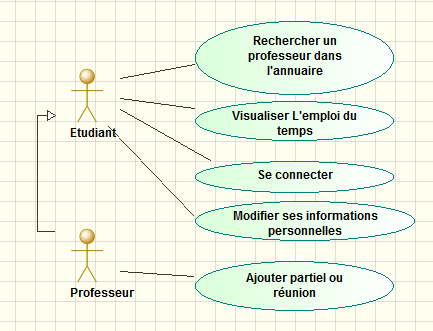 Rechercher un
professeur dans
l'annuaire
Etudiant
Visualiser L'emploi du
temps
Se connecter
Modifier ses informations
personnelles
Professeur
Ajouter partiel ou
réunion